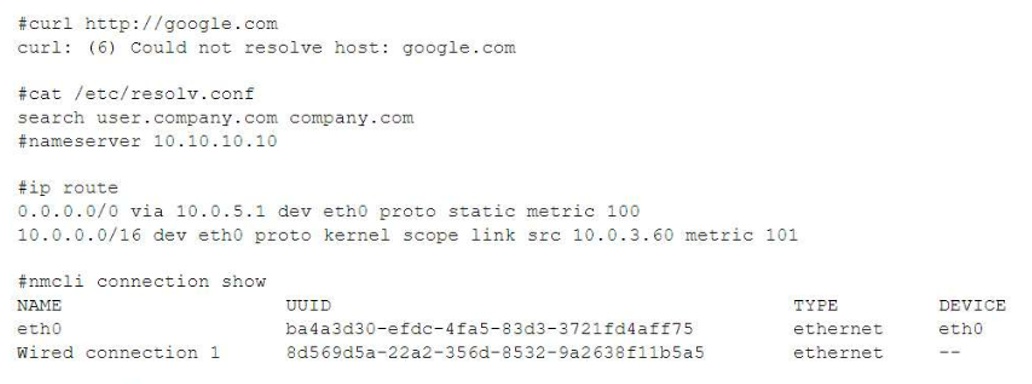 #curl http://google.com
curl: (6) Could not resolve host: google.com
#cat /etc/resolv.conf
search user.company.com company.com
#nameserver 10.10.10.10
#ip route
0.0.0.0/0 via 10.0.5.1 dev eth0 proto static metric 100
10.0.0.0/16 dev eth0 proto kernel scope link src 10.0.3.60 metric 101
#nmcli connection show
NAME UUID TYPE DEVICE
eth0 ba4a3d30-efdc-4fa5-83d3-3721fd4aff75 ethernet eth0
Wired connection 1 8d569d5a-22a2-356d-8532-9a2638f11b5a5 ethernet --